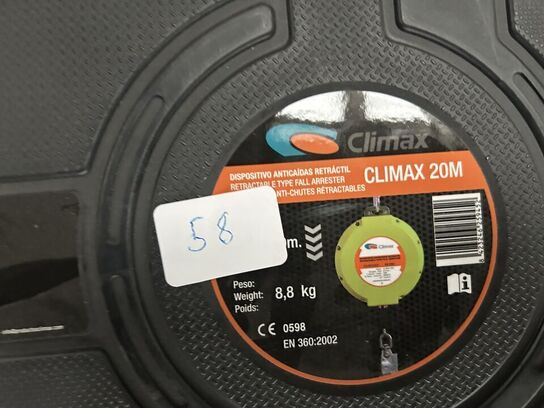 Climax
DISPOSITIVO ANTICAÍDAS RETRÁCTIL
RETRACTABLE TYPE FALL ARRESTER
ANTI-CHUTES RÉTRACTABLES
CLIMAX 20M
58
m.
Climax
Peso:
Weight: 8,8 kg
Poids:
CE 0598
EN 360:2002